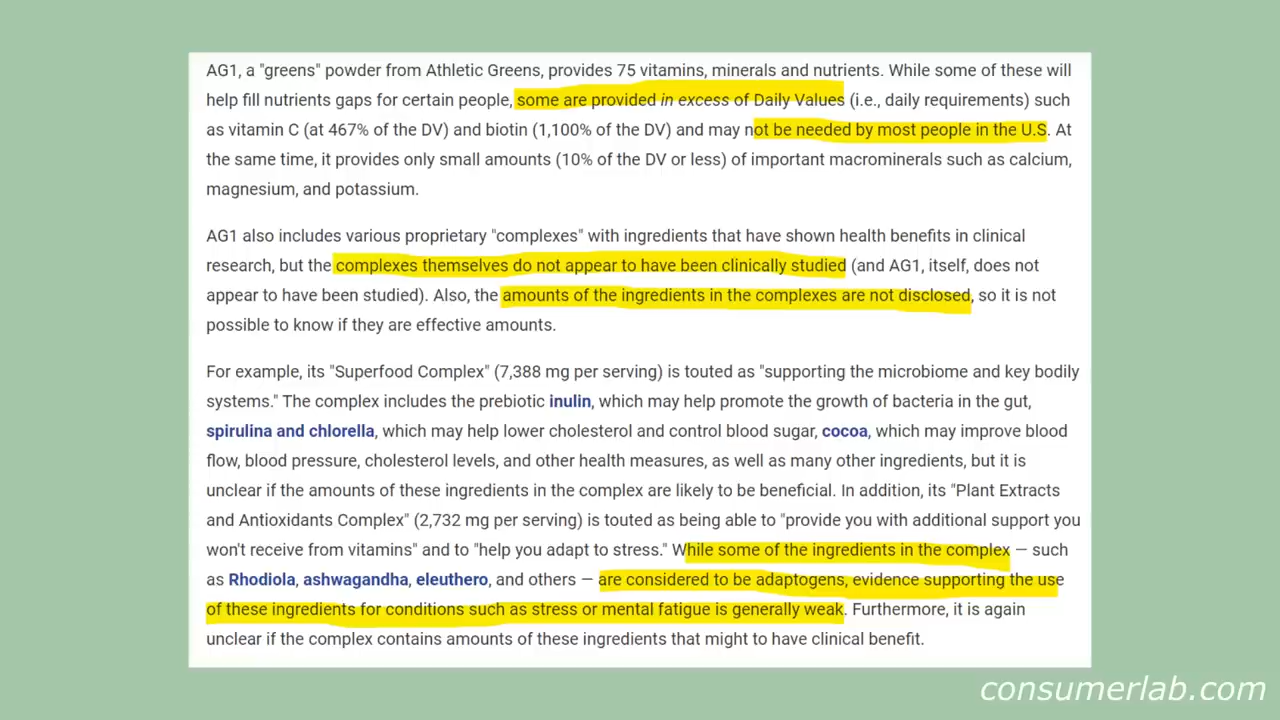 AG1, a "greens" powder from Athletic Greens, provides 75 vitamins, minerals and nutrients. While some of these will
help fill nutrients gaps for certain people, some are provided in excess of Daily Values (i.e., daily requirements) such
as vitamin C (at 467% of the DV) and biotin (1,100% of the DV) and may not be needed by most people in the U.S. At
the same time, it provides only small amounts (10% of the DV or less) of important macrominerals such as calcium,
magnesium, and potassium.
AG1 also includes various proprietary "complexes" with ingredients that have shown health benefits in clinical
research, but the complexes themselves do not appear to have been clinically studied (and AG1, itself, does not
appear to have been studied). Also, the amounts of the ingredients in the complexes are not disclosed, so it is not
possible to know if they are effective amounts.
For example, its "Superfood Complex" (7,388 mg per serving) is touted as "supporting the microbiome and key bodily
systems." The complex includes the prebiotic inulin, which may help promote the growth of bacteria in the gut,
spirulina and chlorella, which may help lower cholesterol and control blood sugar, cocoa, which may improve blood
flow, blood pressure, cholesterol levels, and other health measures, as well as many other ingredients, but it is
unclear if the amounts of these ingredients in the complex are likely to be beneficial. In addition, its "Plant Extracts
and Antioxidants Complex" (2,732 mg per serving) is touted as being able to "provide you with additional support you
won't receive from vitamins" and to "help you adapt to stress." While some of the ingredients in the complex — such
as Rhodiola, ashwagandha, eleuthero, and others — are considered to be adaptogens, evidence supporting the use
of these ingredients for conditions such as stress or mental fatigue is generally weak. Furthermore, it is again
unclear if the complex contains amounts of these ingredients that might to have clinical benefit.
consumerlab.com